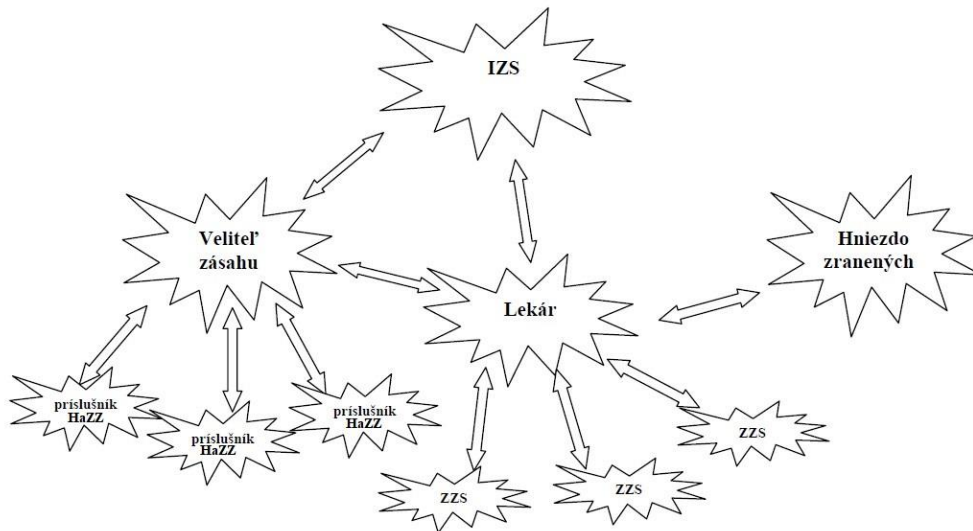 IZS
Veliteľ
zásahu
Hniezdo
zranených
Lekár
príslušník
HaZZ
príslušník
HaZZ
príslušník
HaZZ
ZZS
ZZS
ZZS